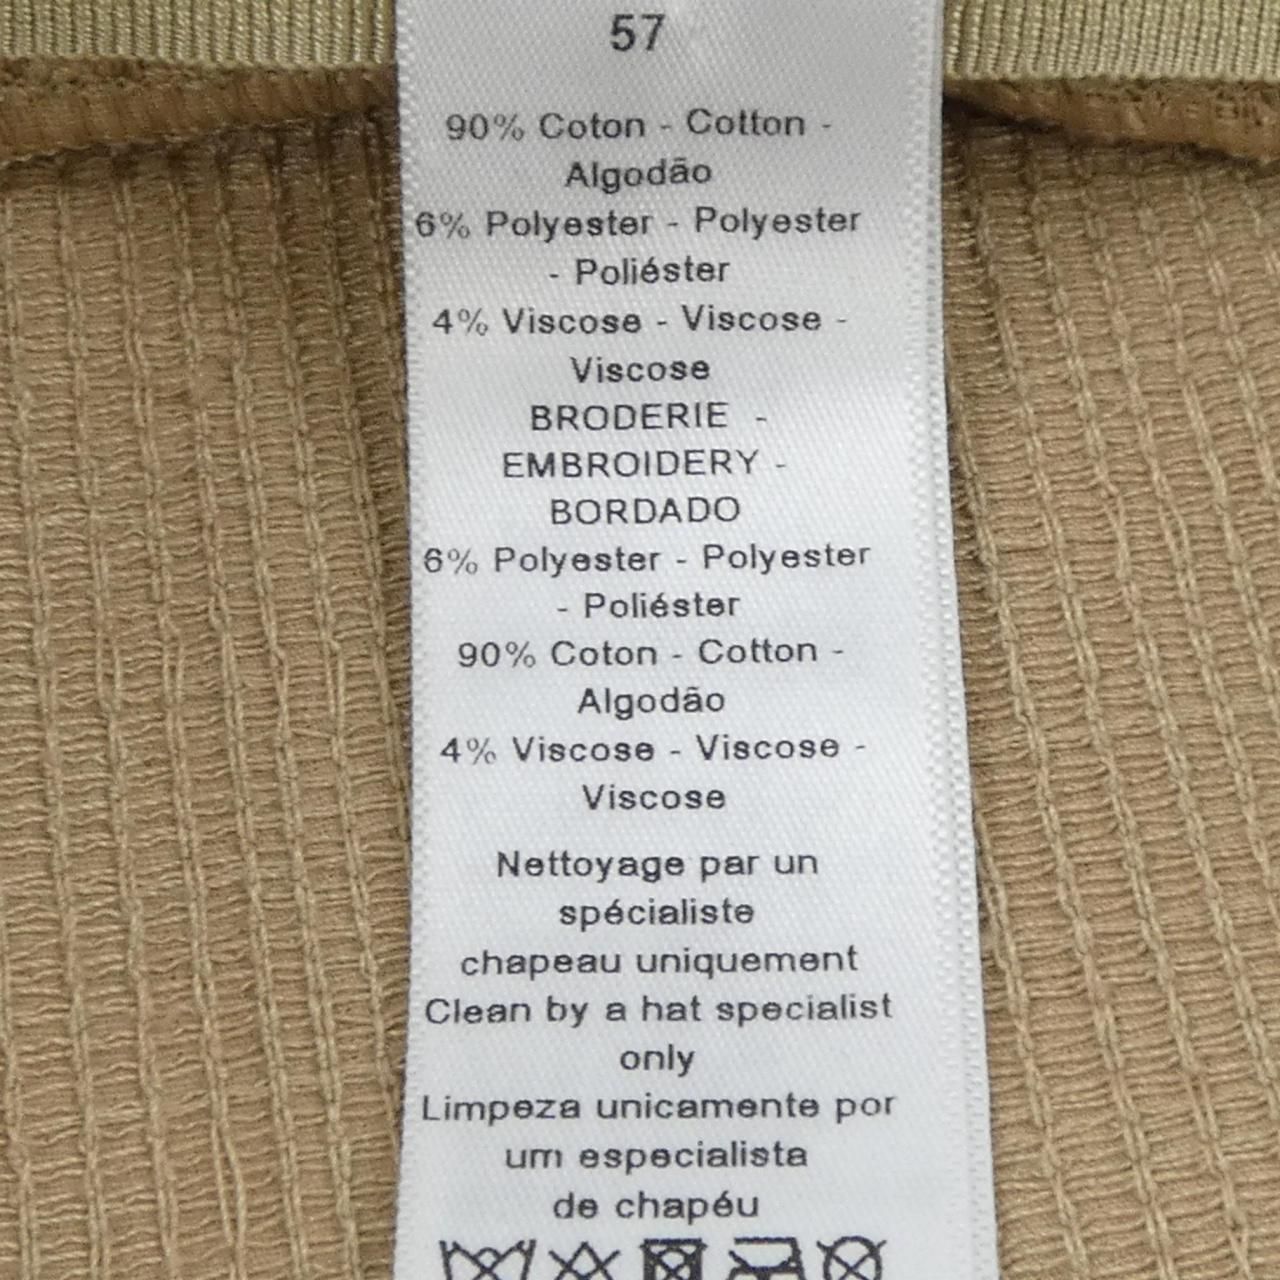 57
90% Coton - Cotton -
Algodão
6% Polyester - Polyester
- Poliéster
4% Viscose - Viscose -
Viscose
BRODERIE -
EMBROIDERY -
BORDADO
6% Polyester - Polyester
- Poliéster
90% Coton - Cotton -
Algodão
4% Viscose - Viscose -
Viscose
Nettoyage par un
spécialiste
chapeau uniquement
Clean by a hat specialist
only
Limpeza unicamente por
um especialista
de chapéu